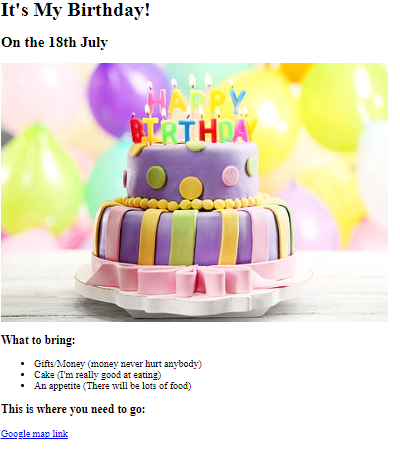 It's My Birthday!
On the 18th July
HAPPY
BIRTHDAY
What to bring:
Gifts/Money (money never hurt anybody)
Cake (I'm really good at eating)
An appetite (There will be lots of food)
This is where you need to go:
Google map link